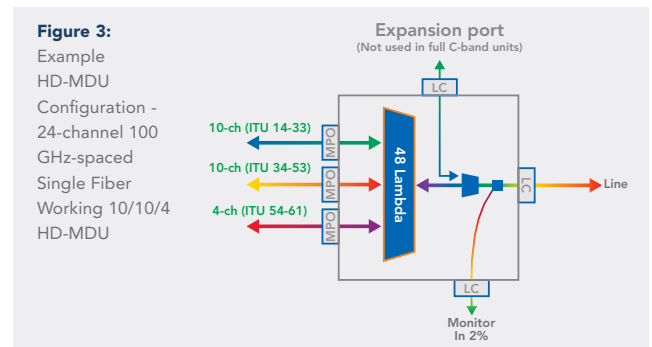 Figure 3:
Example
HD-MDU
Configuration -
24-channel 100
GHz-spaced
Single Fiber
Working 10/10/4
HD-MDU
Expansion port
(Not used in full C-band units)
LC
10-ch (ITU 14-33)
MPO
10-ch (ITU 34-53)
MPO
4-ch (ITU 54-61)
MPO
48 Lambda
LC
Line
LC
Monitor
In 2%